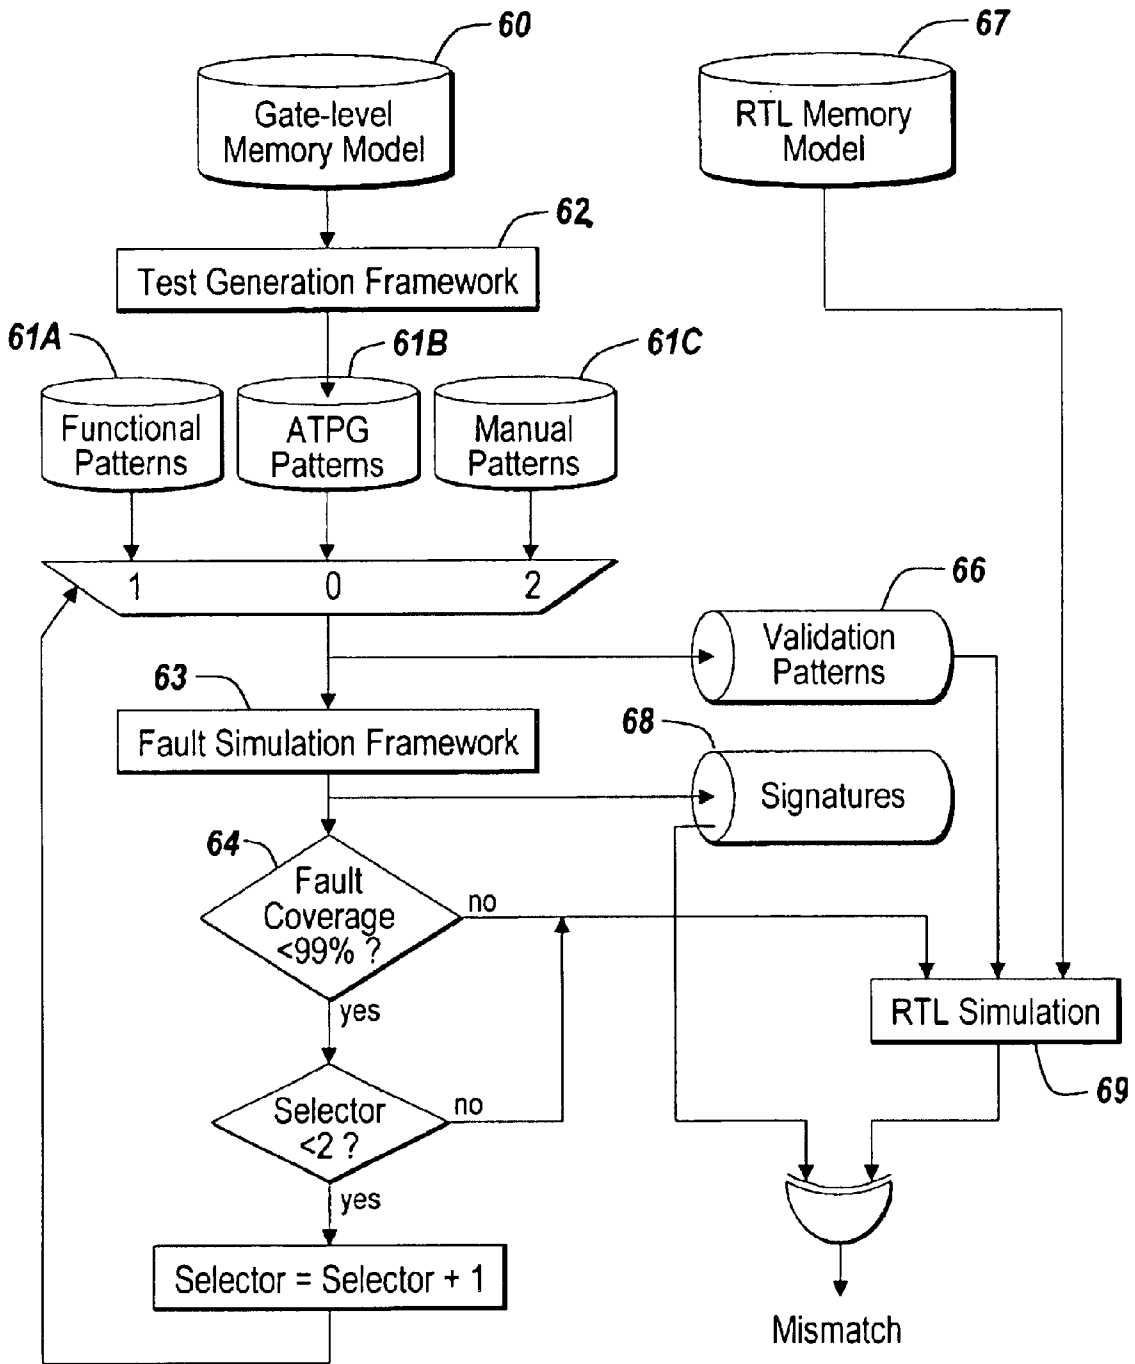 60
67
Gate-level
Memory Model
RTL Memory
Model
62
Test Generation Framework
61A
61B
61C
Functional
Patterns
ATPG
Patterns
Manual
Patterns
1
0
2
66
Validation
Patterns
63
Fault Simulation Framework
68
Signatures
64
Fault
Coverage
<99% ?
no
yes
RTL Simulation
69
Selector
<2 ?
no
yes
Selector = Selector + 1
Mismatch